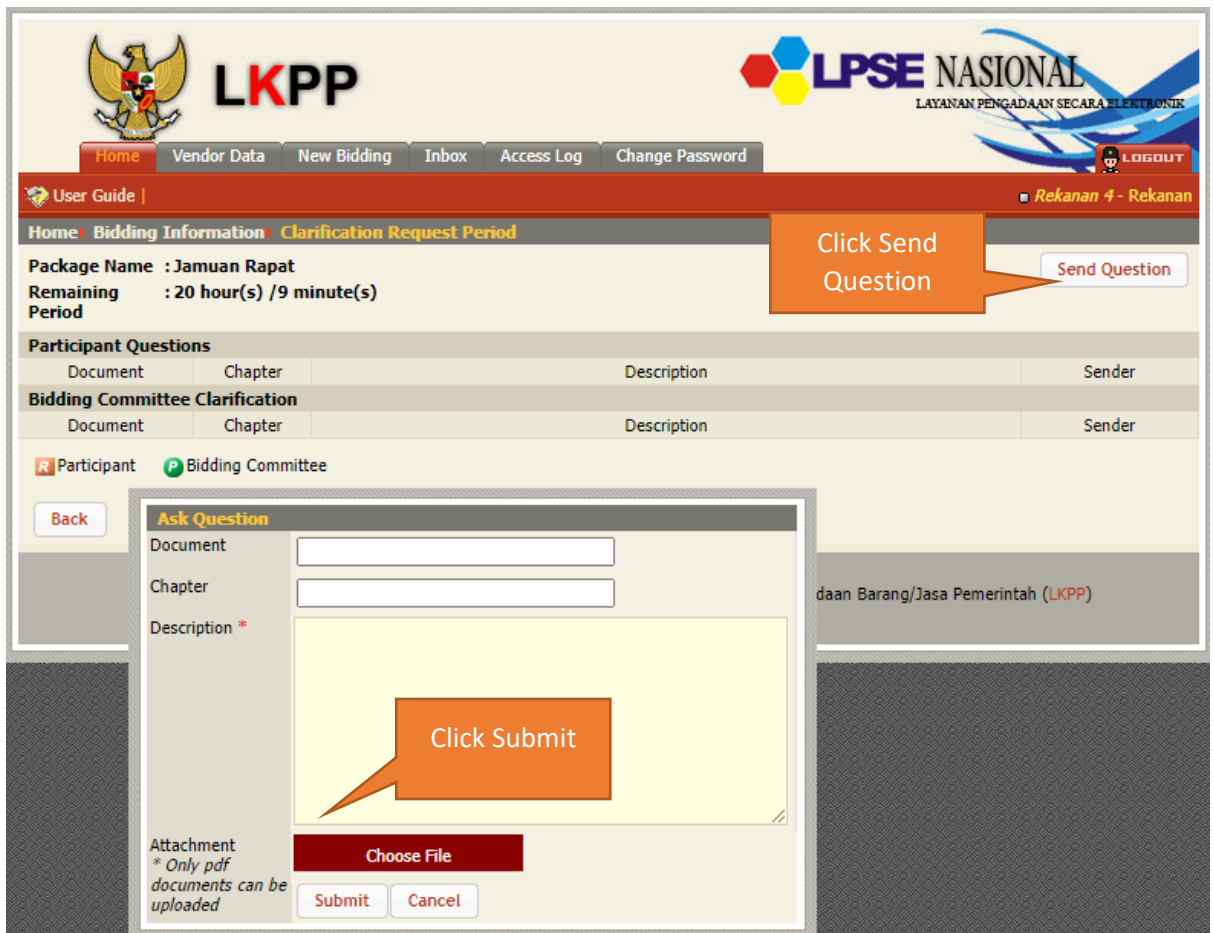 LKPP
LPSE NASIONAL
LAYANAN PENGADAAN SECARA ELEKTRONIK
Home Vendor Data New Bidding Inbox Access Log Change Password
LOGOUT
User Guide |
Rekanan 4 - Rekanan
Home Bidding Information Clarification Request Period
Click Send
Question
Package Name : Jamuan Rapat
Send Question
Remaining : 20 hour(s) /9 minute(s)
Period
Participant Questions
Document Chapter Description Sender
Bidding Committee Clarification
Document Chapter Description Sender
R Participant P Bidding Committee
Back
Ask Question
Document
Chapter
daan Barang/Jasa Pemerintah (LKPP)
Description *
Click Submit
Attachment
* Only pdf
documents can be
uploaded
Choose File
Submit Cancel